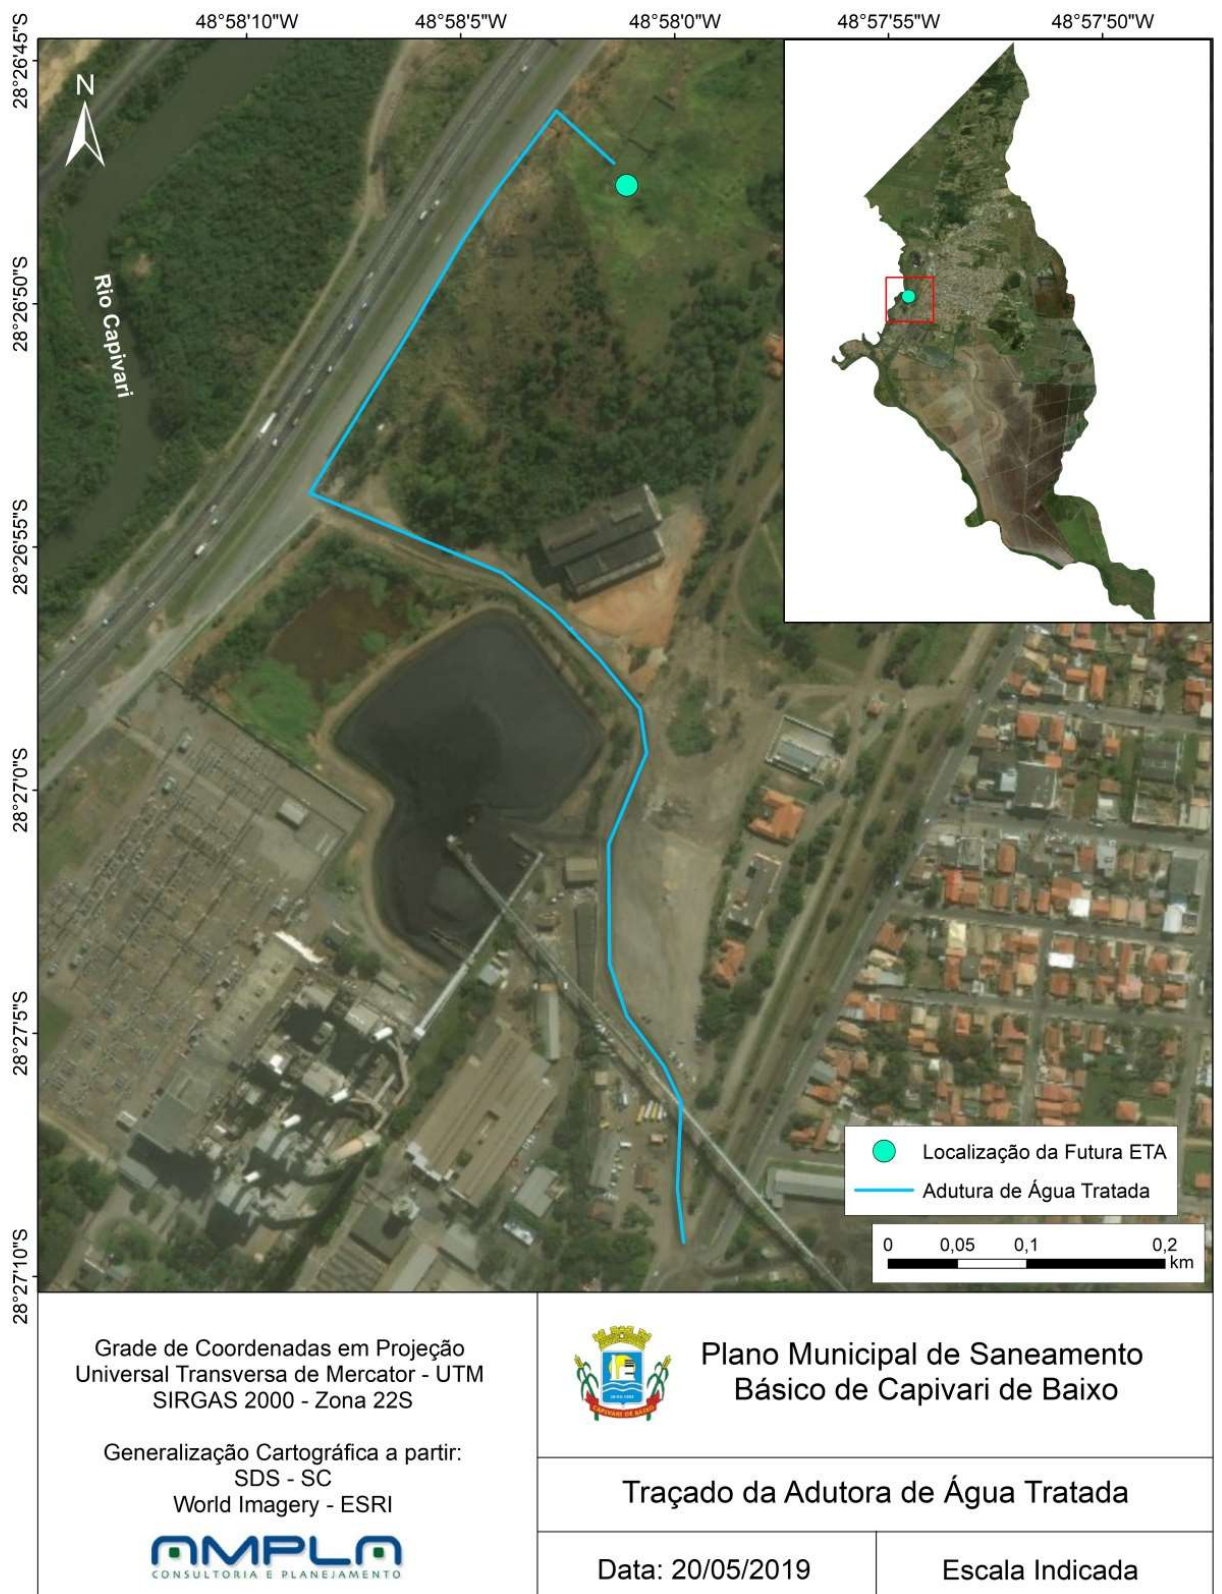 48°58'10"W
48°58'5"W
48°58'0"W
48°57'55"W
48°57'50"W
28°26'45"S
28°26'50"S
28°26'55"S
28°27'0"S
28°27'5"S
28°27'10"S
N
Rio Capivari
Localização da Futura ETA
Adutura de Água Tratada
0 0,05 0,1 0,2
km
Grade de Coordenadas em Projeção
Universal Transversa de Mercator - UTM
SIRGAS 2000 - Zona 22S
Generalização Cartográfica a partir:
SDS - SC
World Imagery - ESRI
AMPLA
CONSULTORIA E PLANEJAMENTO
CAPIVARI DE BAIXO
Plano Municipal de Saneamento
Básico de Capivari de Baixo
Traçado da Adutora de Água Tratada
Data: 20/05/2019
Escala Indicada